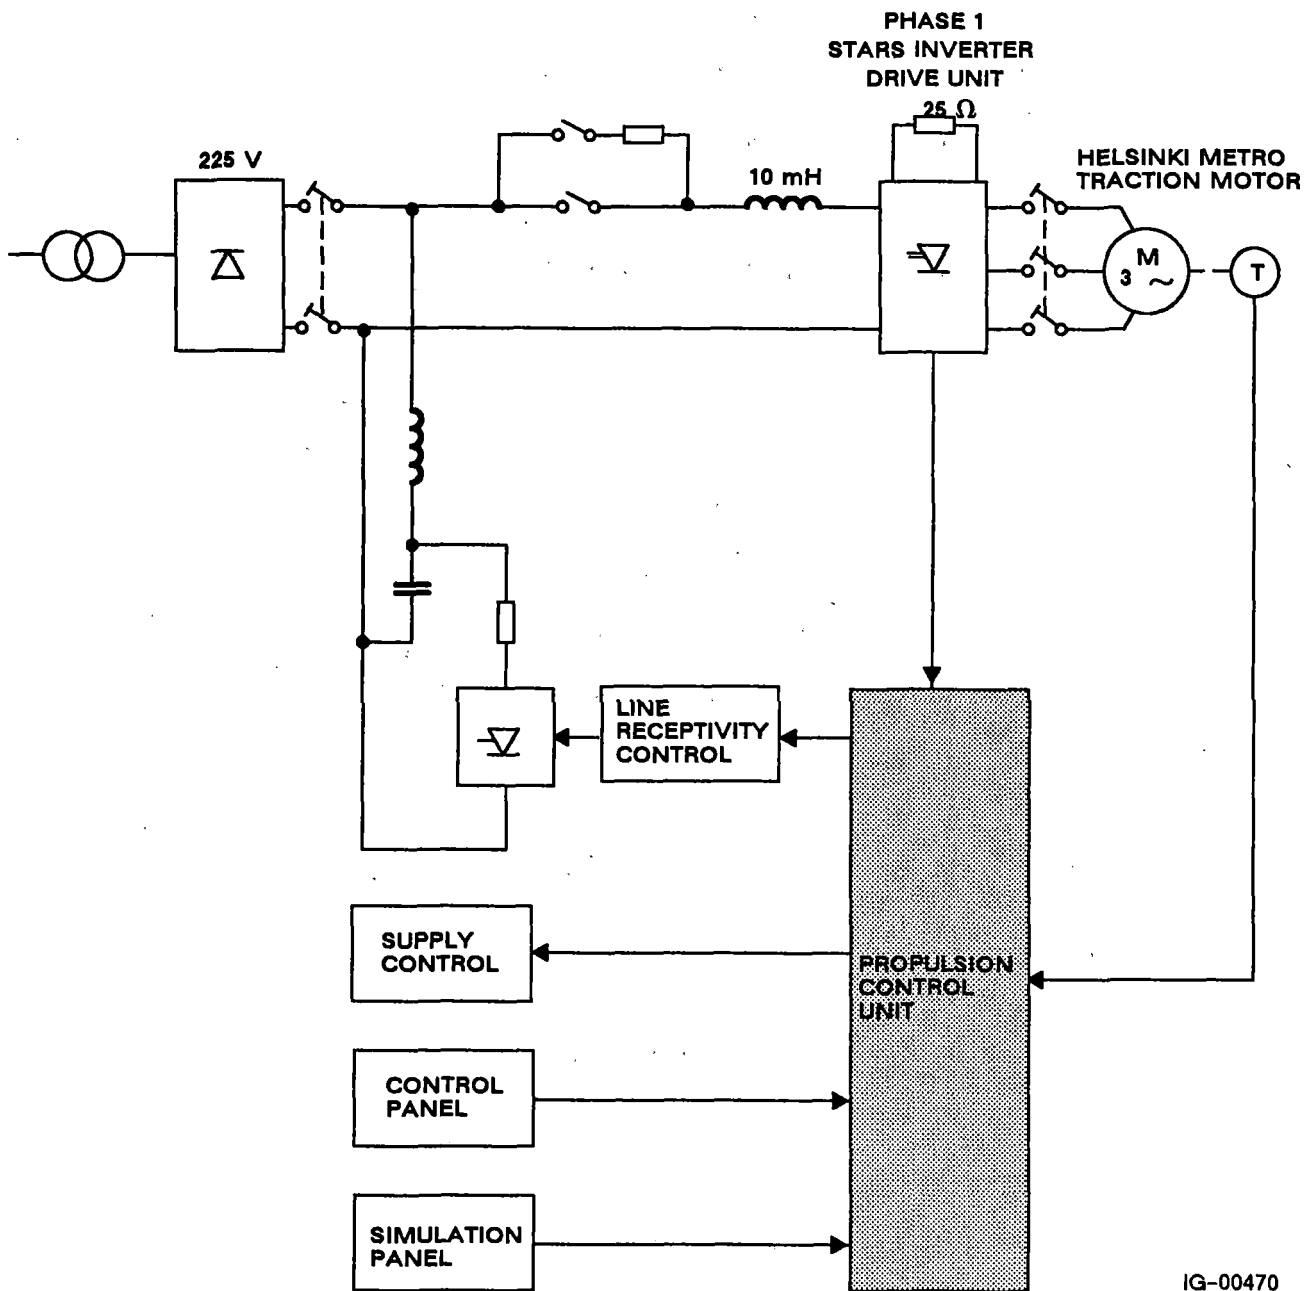 PHASE 1
STARS INVERTER
DRIVE UNIT
25 Ω
225 V
10 mH
HELSINKI METRO
TRACTION MOTOR
M
3 ~
T
LINE
RECEPTIVITY
CONTROL
SUPPLY
CONTROL
PROPULSION
CONTROL
UNIT
CONTROL
PANEL
SIMULATION
PANEL
IG-00470